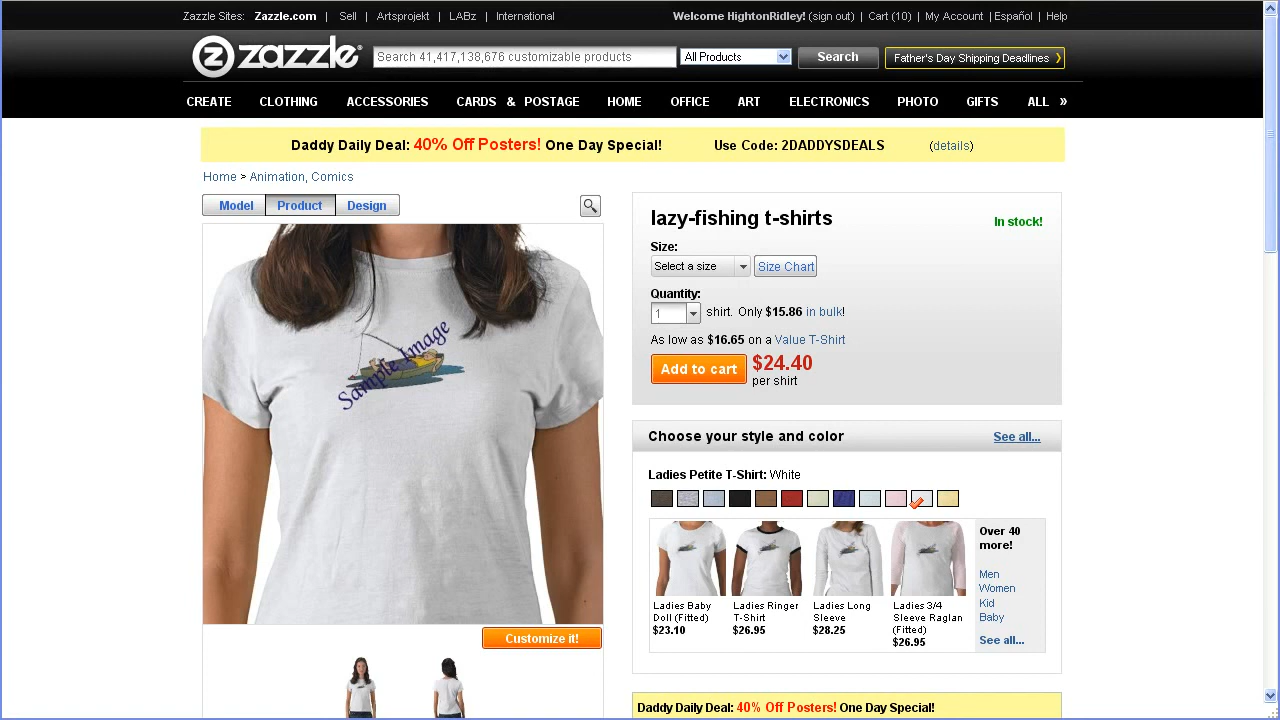 Zazzle Sites: Zazzle.com | Sell | Artsprojekt | LABz | International
Welcome HightonRidley! (sign out) | Cart (10) | My Account | Español | Help
zazzle®
Search 41,417,138,676 customizable products
All Products
Search
Father's Day Shipping Deadlines ❯
CREATE CLOTHING ACCESSORIES CARDS & POSTAGE HOME OFFICE ART ELECTRONICS PHOTO GIFTS ALL »
Daddy Daily Deal: 40% Off Posters! One Day Special! Use Code: 2DADDYSDEALS (details)
Home > Animation, Comics
Model Product Design
Sample Image
Customize it!
lazy-fishing t-shirts
In stock!
Size:
Select a size
Size Chart
Quantity:
1 shirt. Only $15.86 in bulk!
As low as $16.65 on a Value T-Shirt
Add to cart
$24.40
per shirt
Choose your style and color
See all...
Ladies Petite T-Shirt: White
Ladies Baby
Doll (Fitted)
$23.10
Ladies Ringer
T-Shirt
$26.95
Ladies Long
Sleeve
$28.25
Ladies 3/4
Sleeve Raglan
(Fitted)
$26.95
Over 40
more!
Men
Women
Kid
Baby
See all...
Daddy Daily Deal: 40% Off Posters! One Day Special!